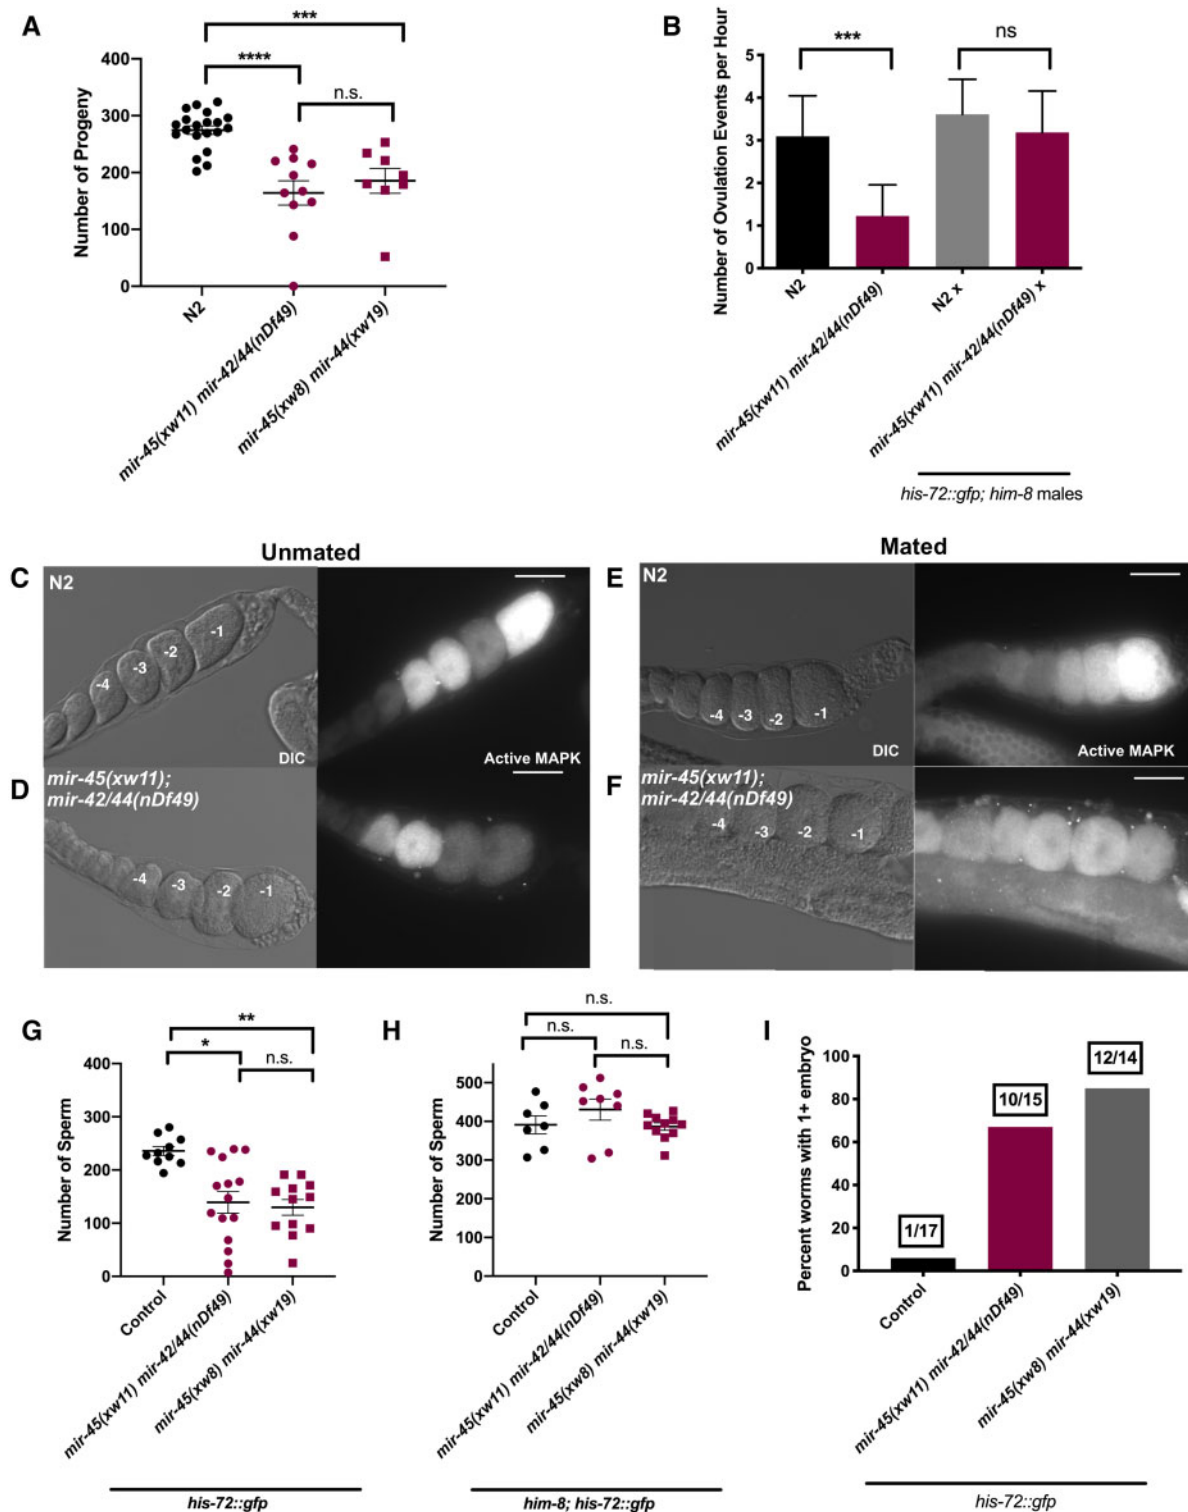 A
***
****
n.s.
400
300
200
100
0
Number of Progeny
N2
mir-45(xw11) mir-42/44(nDf49)
mir-45(xw8) mir-44(xw19)
B
***
ns
5
4
3
2
1
0
Number of Ovulation Events per Hour
N2
mir-45(xw11) mir-42/44(nDf49)
N2 x
mir-45(xw11) mir-42/44(nDf49) x
his-72::gfp; him-8 males
Unmated
C
N2
-1
-2
-3
-4
DIC
Active MAPK
D
mir-45(xw11);
mir-42/44(nDf49)
-4
-3
-2
-1
Mated
E
N2
-4
-3
-2
-1
DIC
Active MAPK
F
mir-45(xw11);
mir-42/44(nDf49)
-4
-3
-2
-1
G
**
*
n.s.
400
300
200
100
0
Number of Sperm
Control
mir-45(xw11) mir-42/44(nDf49)
mir-45(xw8) mir-44(xw19)
his-72::gfp
H
n.s.
n.s.
n.s.
500
400
300
200
100
0
Number of Sperm
Control
mir-45(xw11) mir-42/44(nDf49)
mir-45(xw8) mir-44(xw19)
him-8; his-72::gfp
I
100
80
60
40
20
0
Percent worms with 1+ embryo
1/17
10/15
12/14
Control
mir-45(xw11) mir-42/44(nDf49)
mir-45(xw8) mir-44(xw19)
his-72::gfp